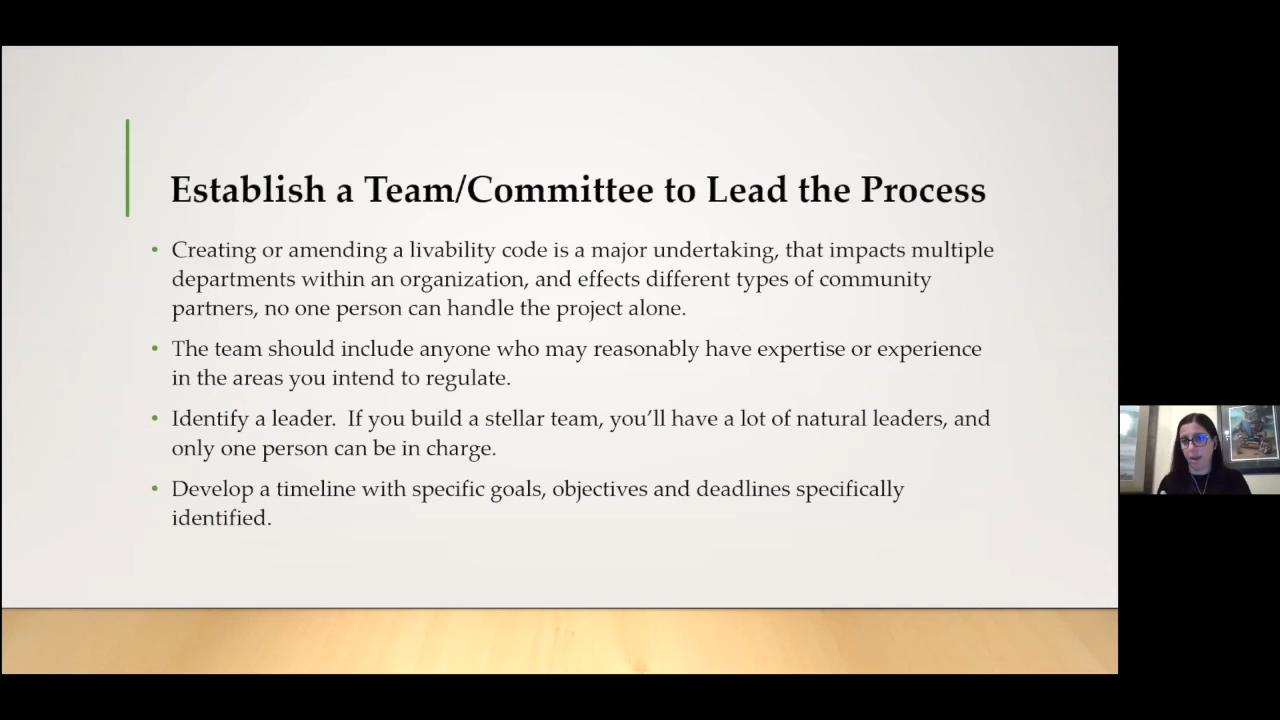 Establish a Team/Committee to Lead the Process
• Creating or amending a livability code is a major undertaking, that impacts multiple
departments within an organization, and effects different types of community
partners, no one person can handle the project alone.
• The team should include anyone who may reasonably have expertise or experience
in the areas you intend to regulate.
• Identify a leader.  If you build a stellar team, you’ll have a lot of natural leaders, and
only one person can be in charge.
• Develop a timeline with specific goals, objectives and deadlines specifically
identified.